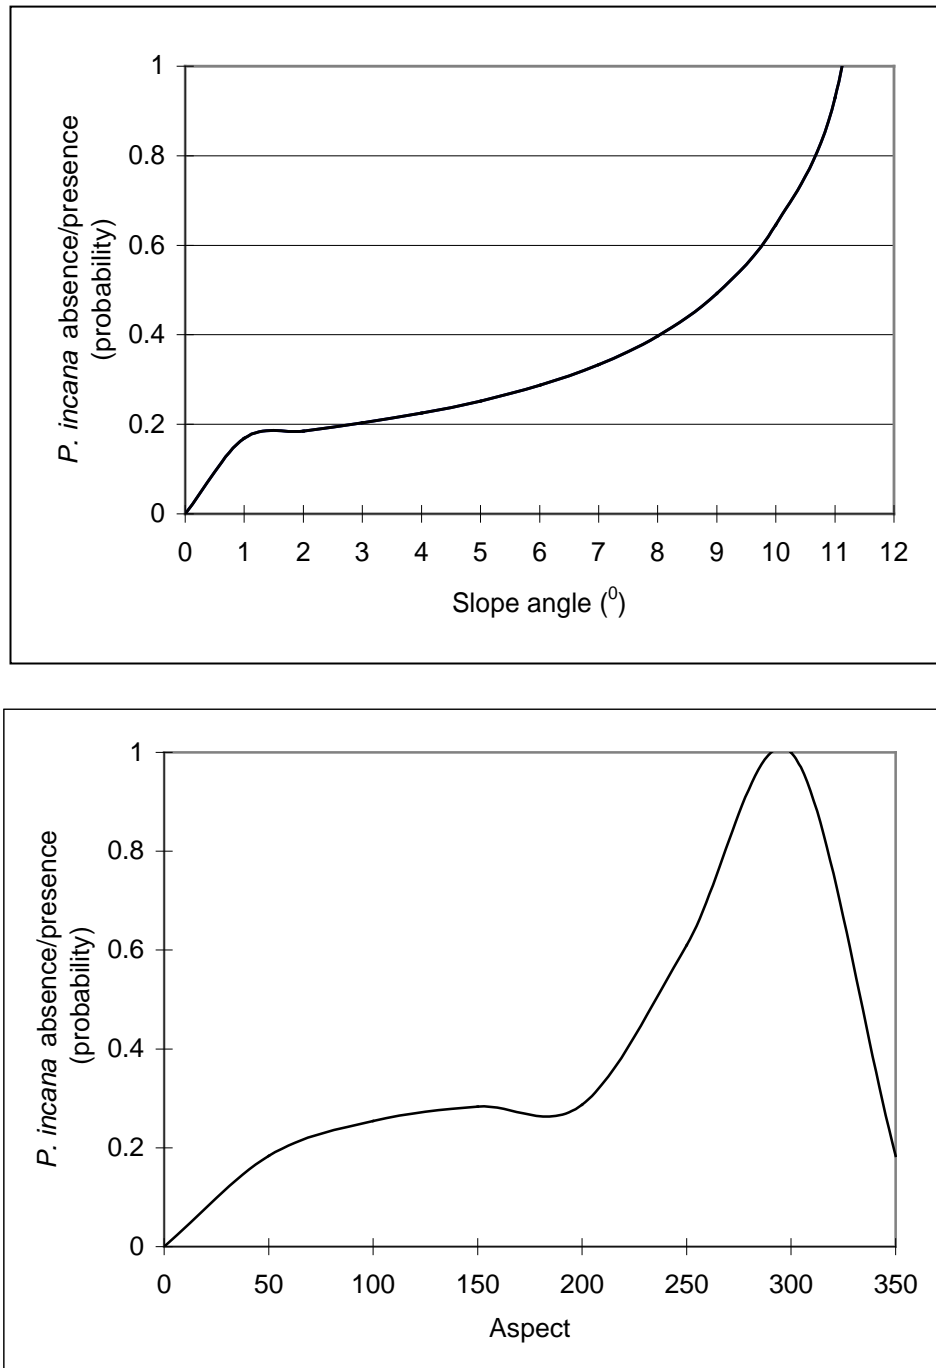 1
0.8
0.6
0.4
0.2
0
P. incana absence/presence
(probability)
0 1 2 3 4 5 6 7 8 9 10 11 12
Slope angle (⁰)
1
0.8
0.6
0.4
0.2
0
P. incana absence/presence
(probability)
0 50 100 150 200 250 300 350
Aspect